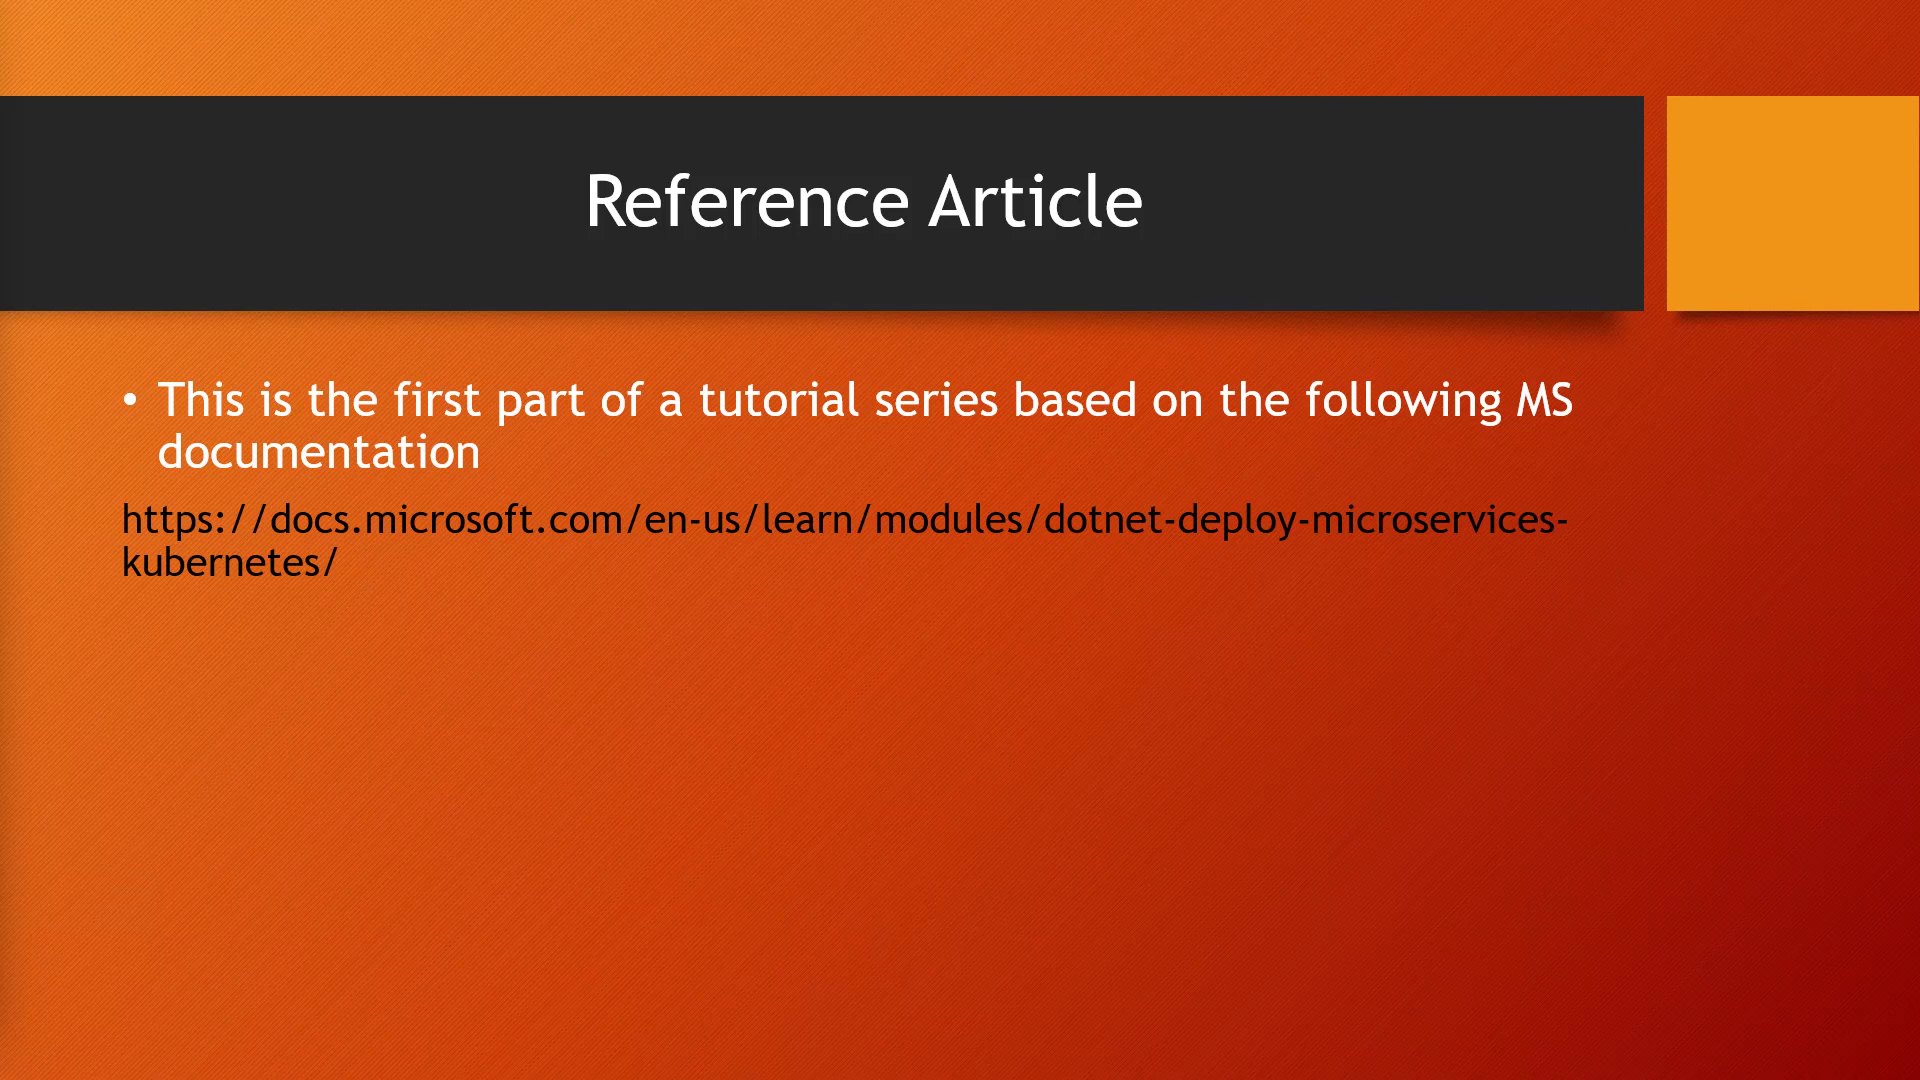 Reference Article
• This is the first part of a tutorial series based on the following MS
documentation
https://docs.microsoft.com/en-us/learn/modules/dotnet-deploy-microservices-
kubernetes/